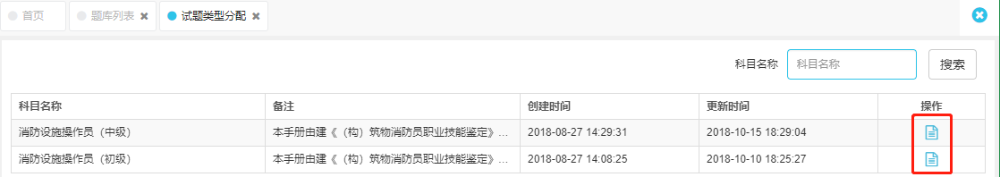 首页 题库列表 试题类型分配
科目名称 科目名称 搜索
科目名称 备注 创建时间 更新时间 操作
消防设施操作员（中级） 本手册由建《（构）筑物消防员职业技能鉴定》... 2018-08-27 14:29:31 2018-10-15 18:29:04
消防设施操作员（初级） 本手册由建《（构）筑物消防员职业技能鉴定》... 2018-08-27 14:08:25 2018-10-10 18:25:27